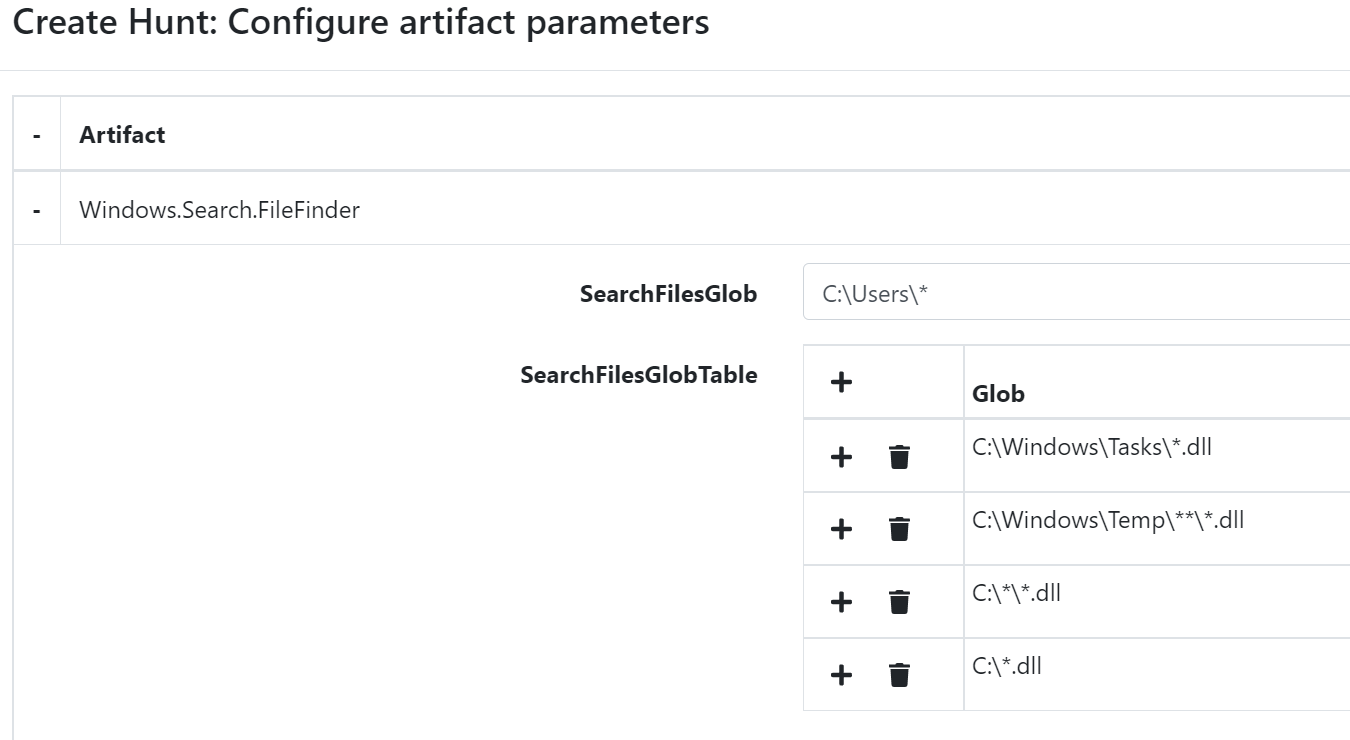 Create Hunt: Configure artifact parameters
- Artifact
- Windows.Search.FileFinder
SearchFilesGlob C:\Users\*
SearchFilesGlobTable + Glob
+ C:\Windows\Tasks\*.dll
+ C:\Windows\Temp\**\*.dll
+ C:\*\*.dll
+ C:\*.dll